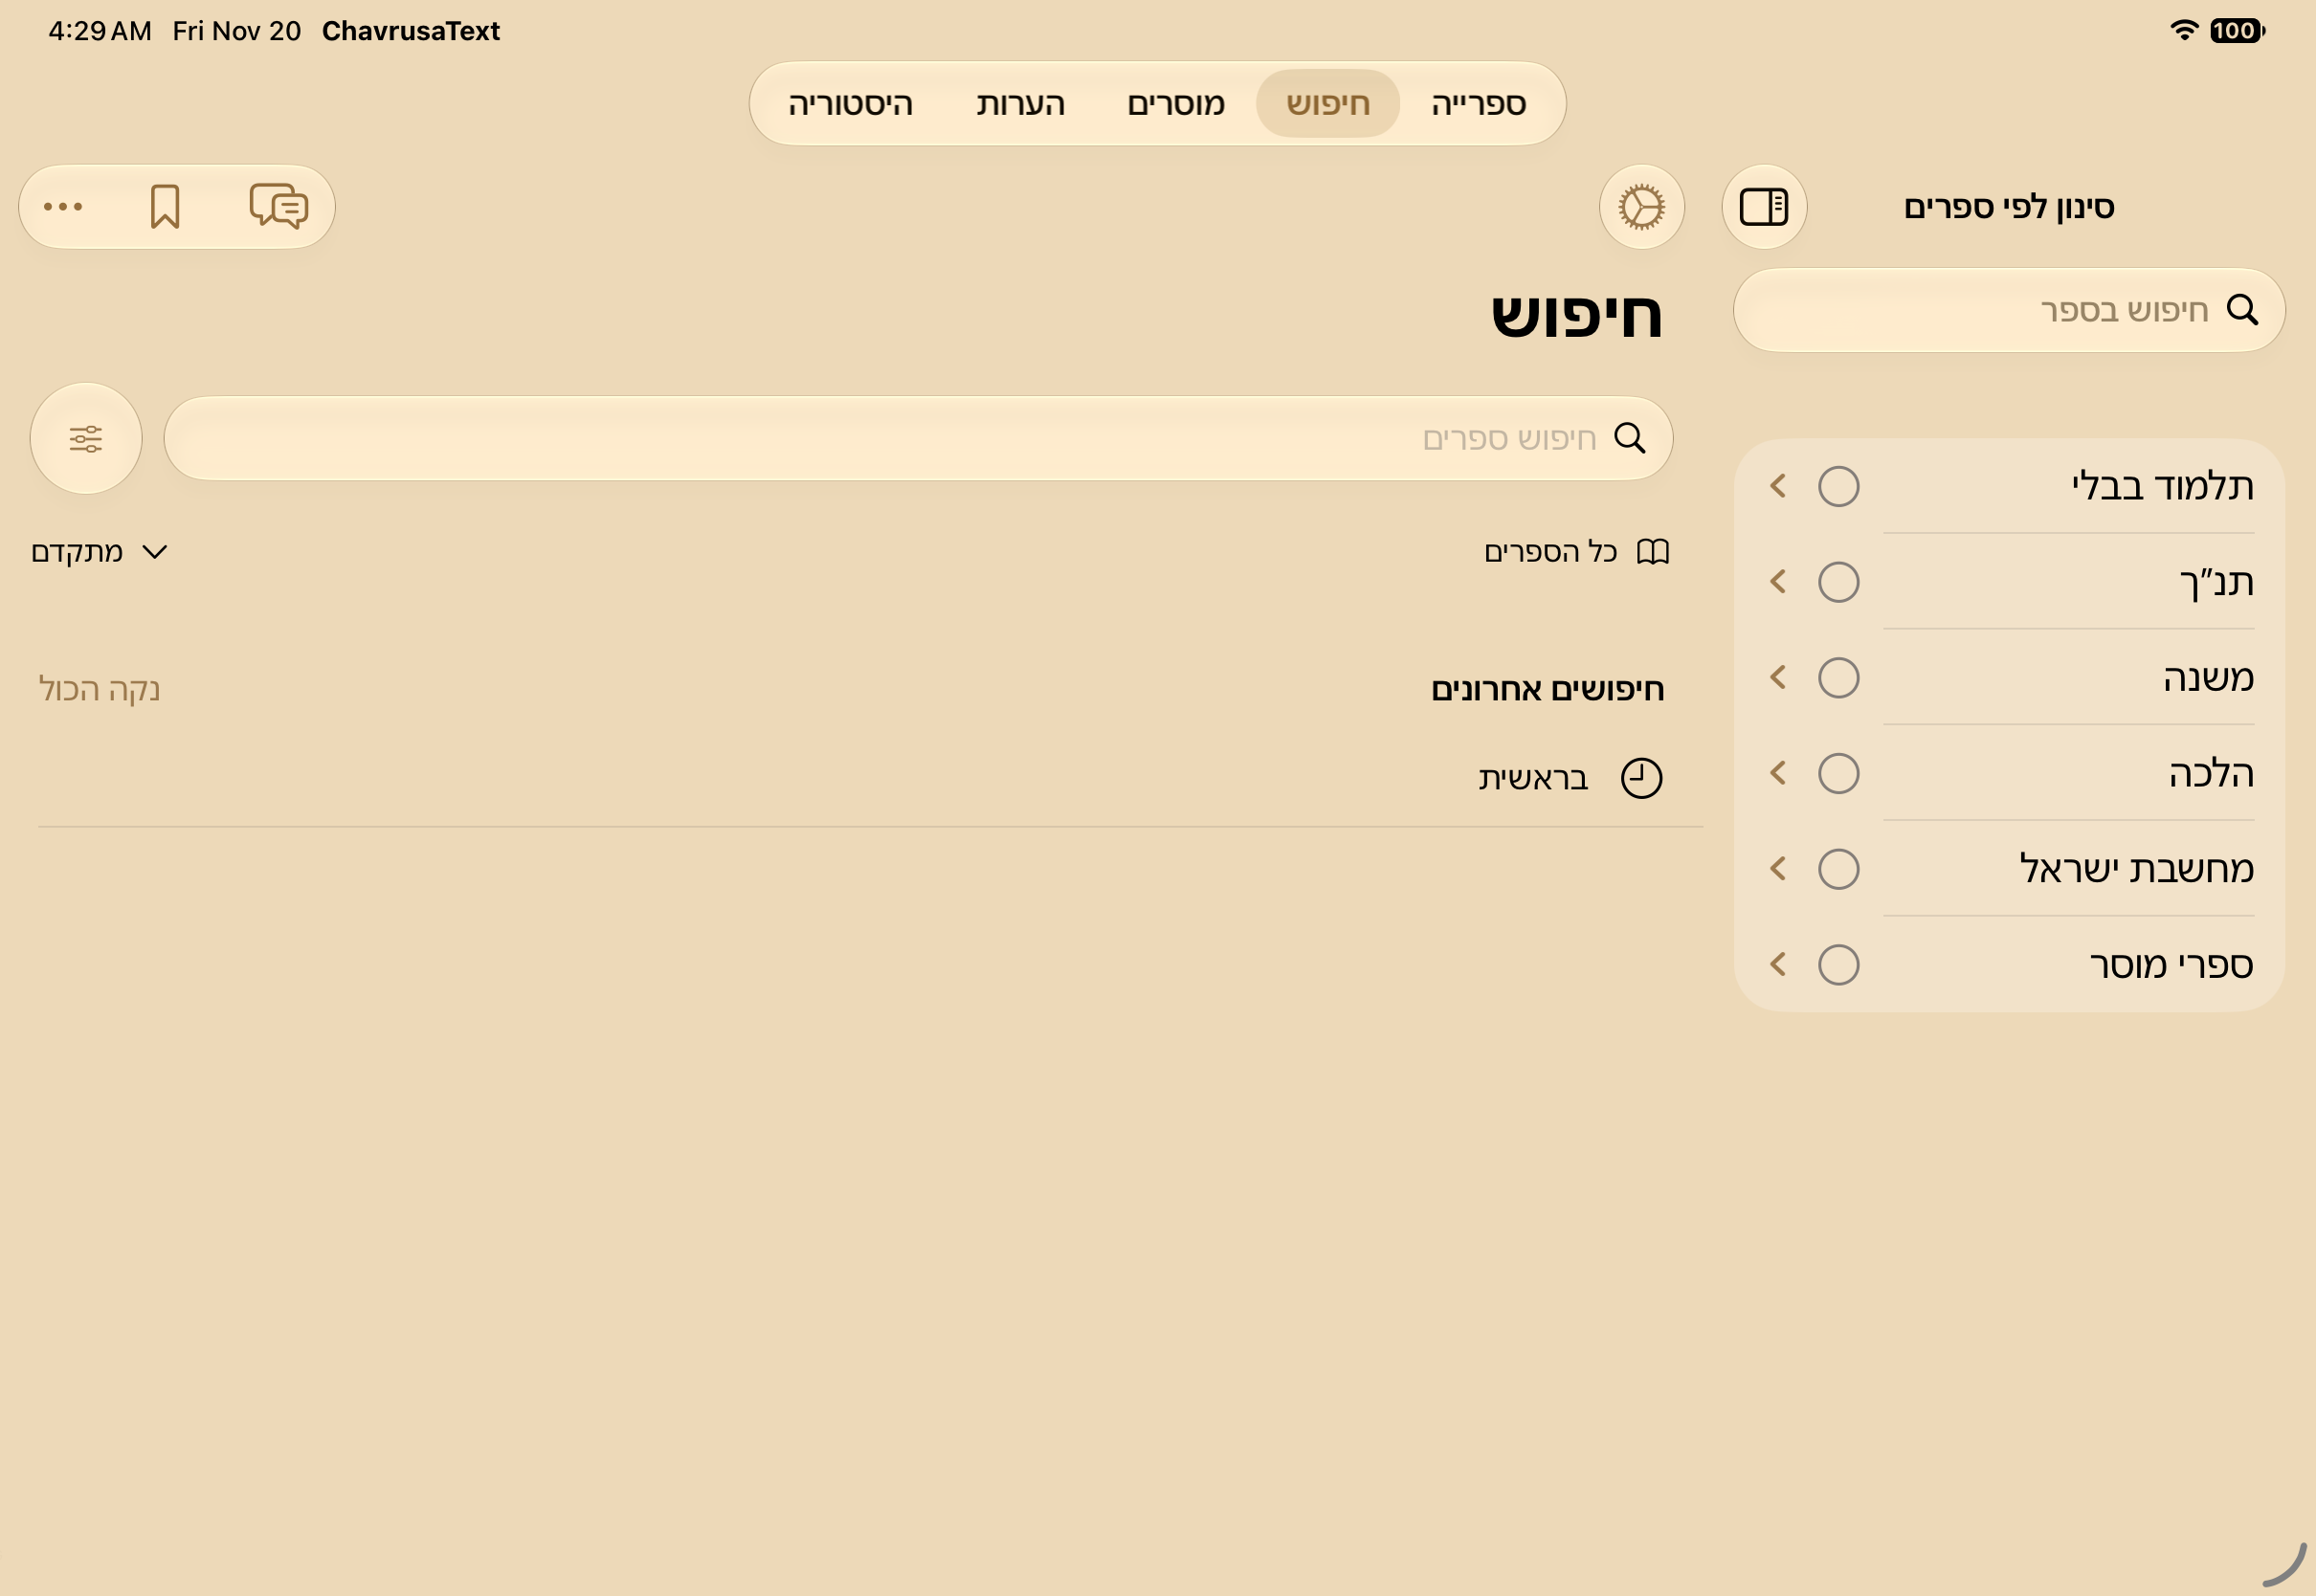 4:29 AM Fri Nov 20 ChavrusaText
100
ספרייה חיפוש מוסרים הערות היסטוריה
סינון לפי ספרים
חיפוש בספר
תלמוד בבלי
תנ"ך
משנה
הלכה
מחשבת ישראל
ספרי מוסר
חיפוש
חיפוש ספרים
כל הספרים
מתקדם
חיפושים אחרונים
נקה הכול
בראשית